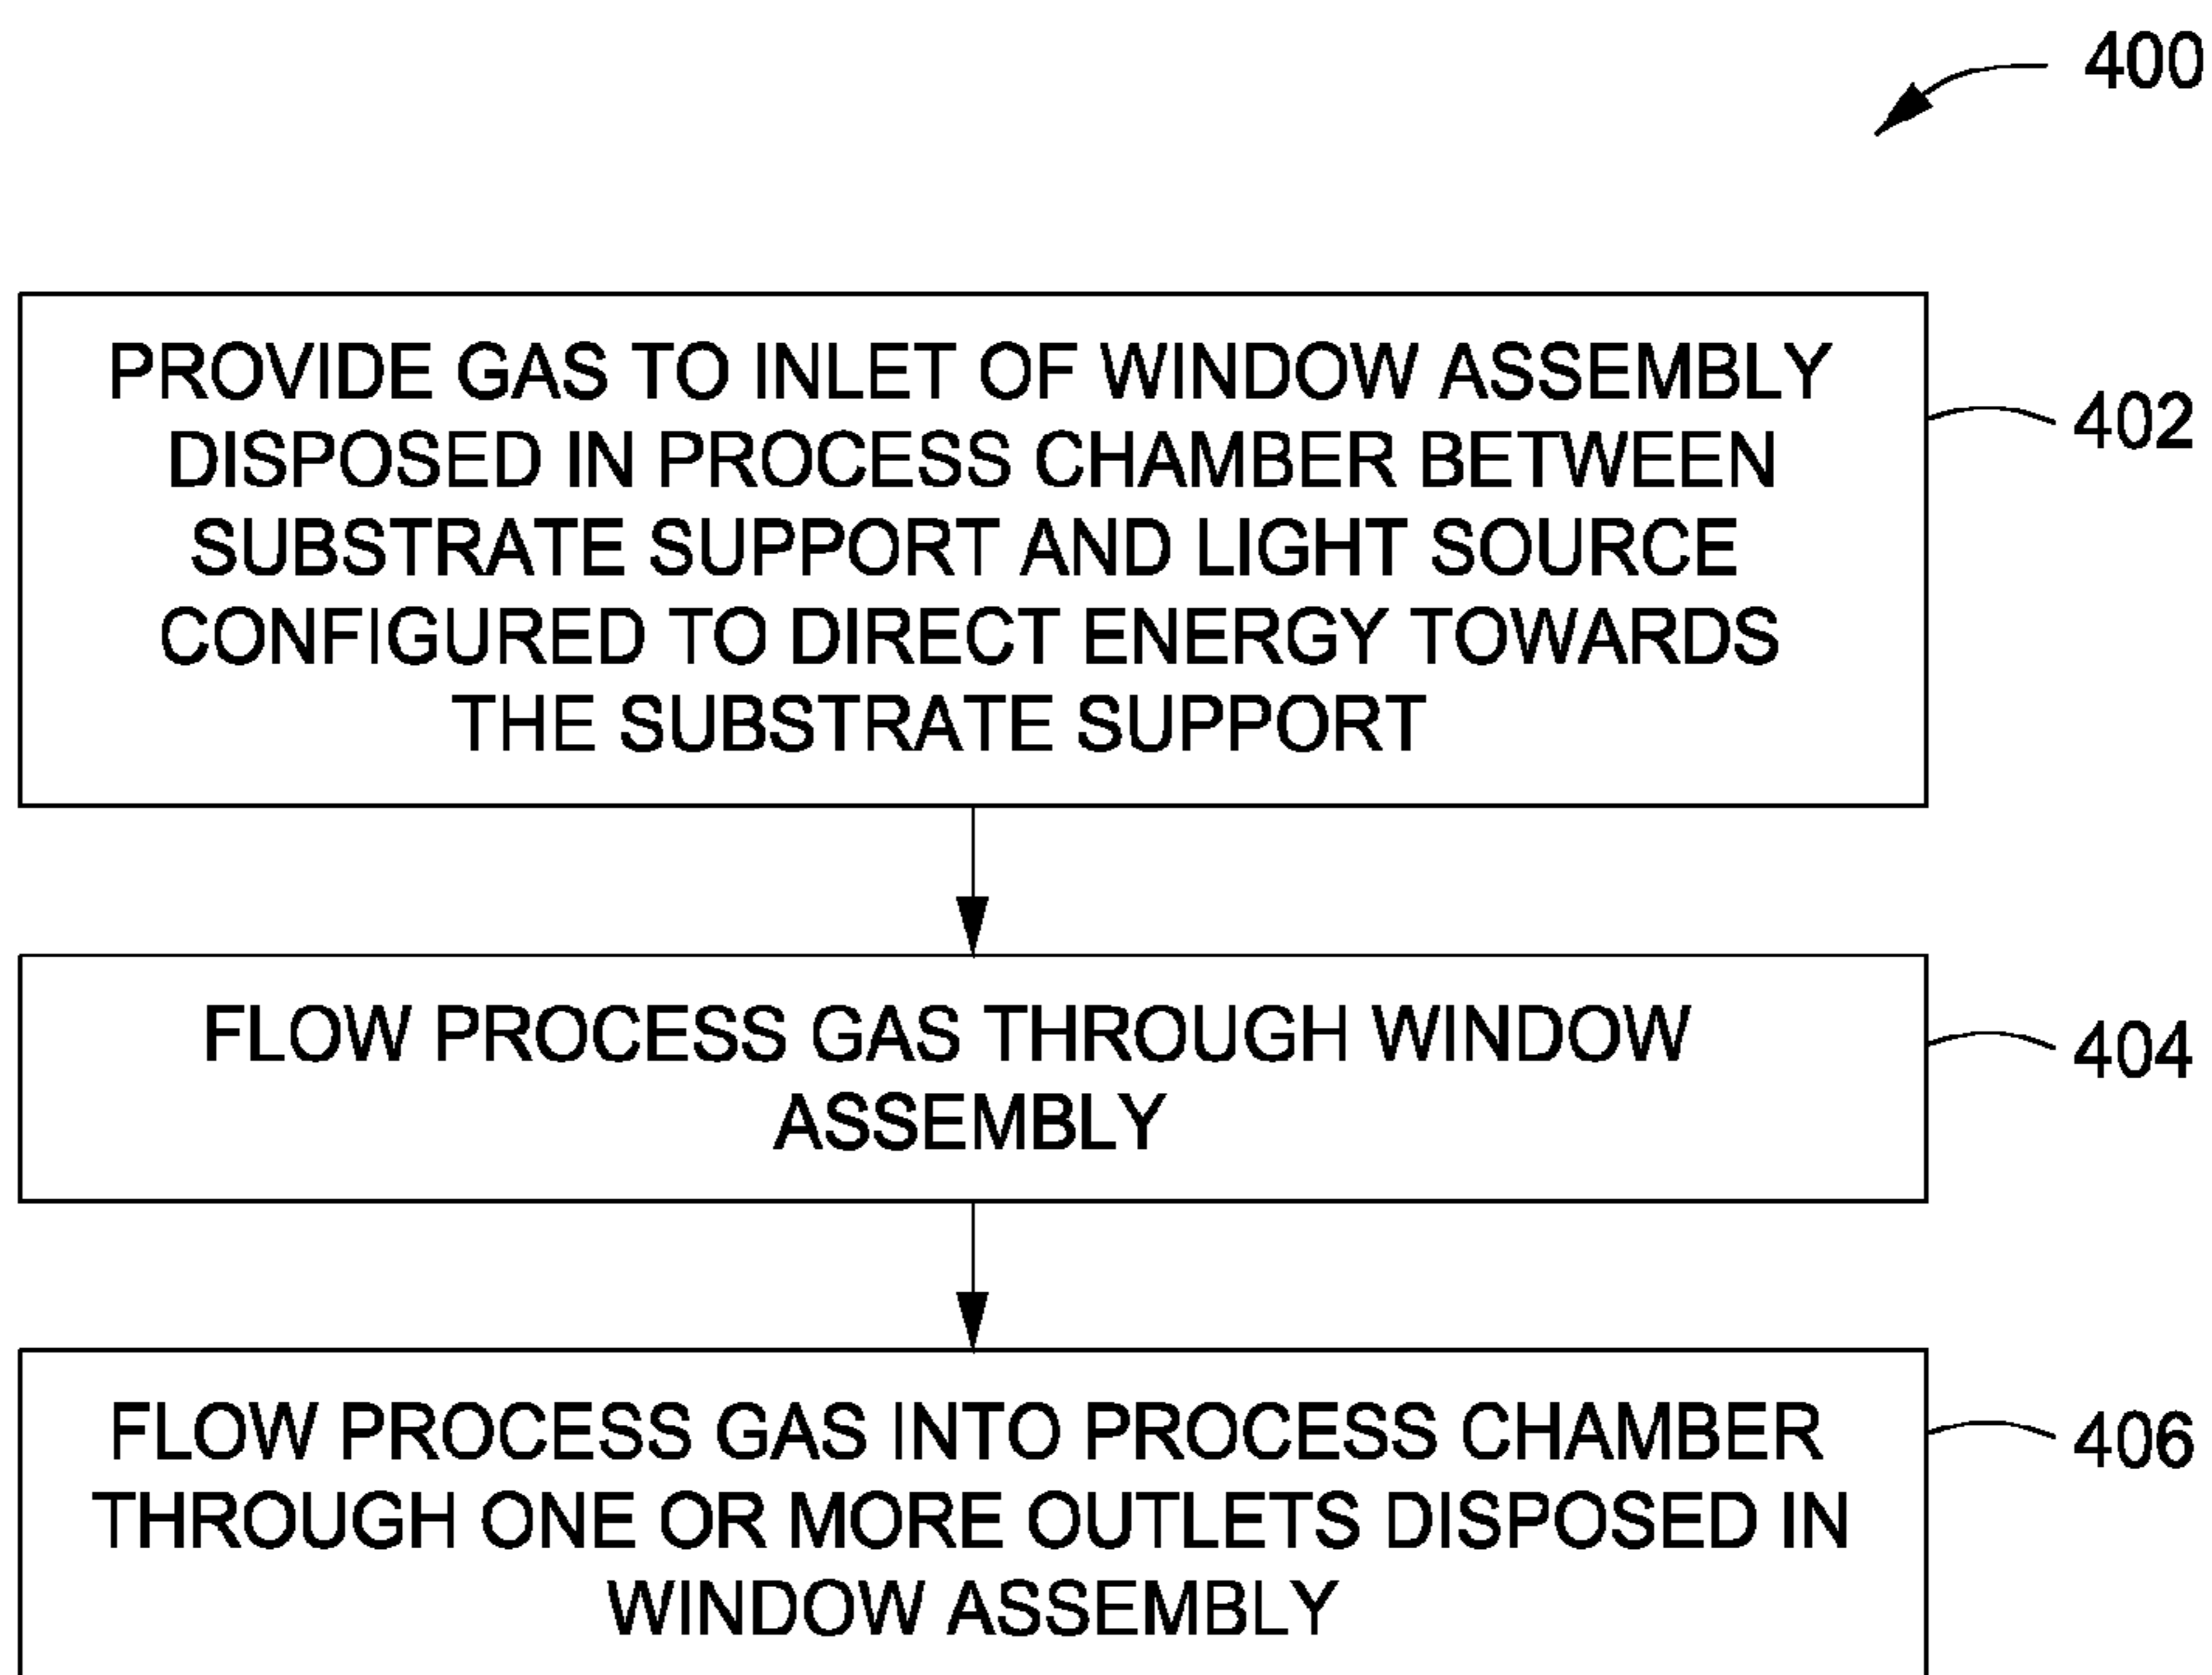 400
PROVIDE GAS TO INLET OF WINDOW ASSEMBLY
DISPOSED IN PROCESS CHAMBER BETWEEN
SUBSTRATE SUPPORT AND LIGHT SOURCE
CONFIGURED TO DIRECT ENERGY TOWARDS
THE SUBSTRATE SUPPORT
402
FLOW PROCESS GAS THROUGH WINDOW
ASSEMBLY
404
FLOW PROCESS GAS INTO PROCESS CHAMBER
THROUGH ONE OR MORE OUTLETS DISPOSED IN
WINDOW ASSEMBLY
406